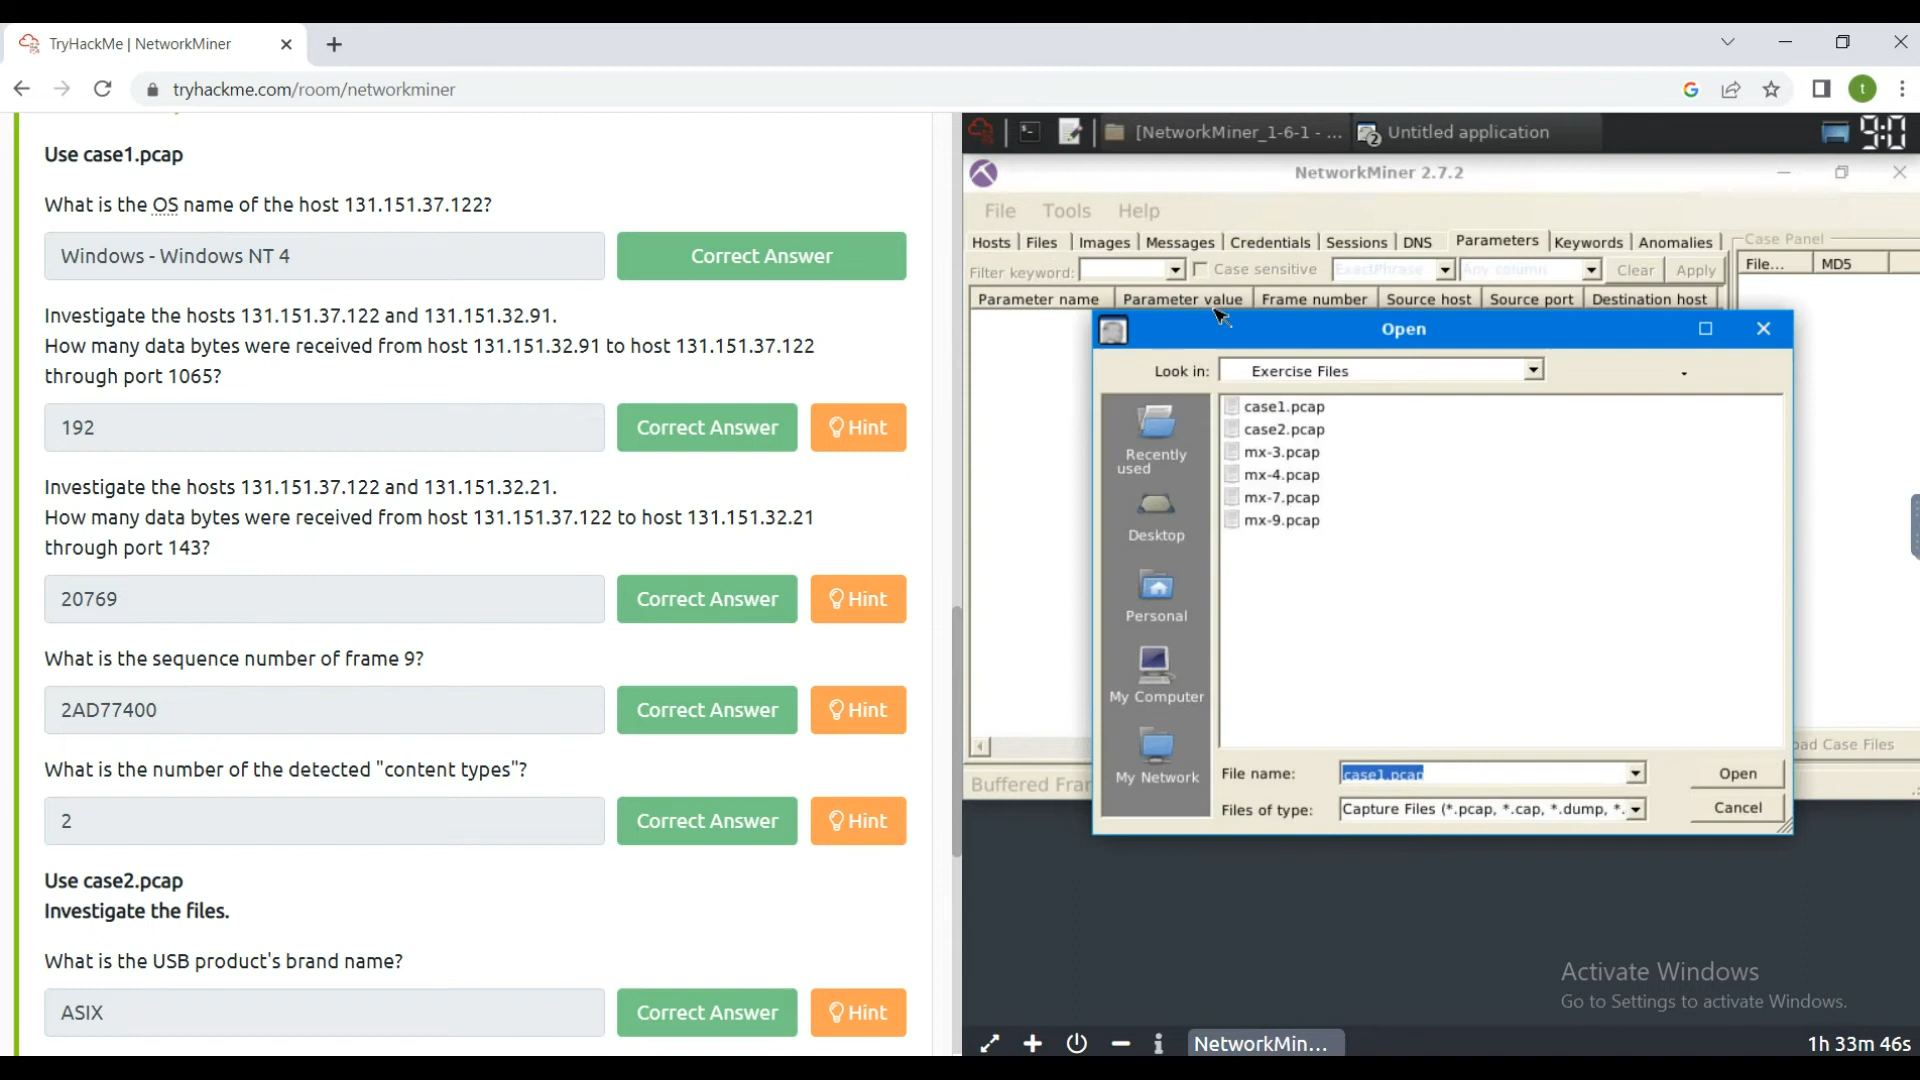 TryHackMe | NetworkMiner
tryhackme.com/room/networkminer
t
Use case1.pcap
What is the OS name of the host 131.151.37.122?
Windows - Windows NT 4
Correct Answer
Investigate the hosts 131.151.37.122 and 131.151.32.91.
How many data bytes were received from host 131.151.32.91 to host 131.151.37.122
through port 1065?
192
Correct Answer
Hint
Investigate the hosts 131.151.37.122 and 131.151.32.21.
How many data bytes were received from host 131.151.37.122 to host 131.151.32.21
through port 143?
20769
Correct Answer
Hint
What is the sequence number of frame 9?
2AD77400
Correct Answer
Hint
What is the number of the detected "content types"?
2
Correct Answer
Hint
Use case2.pcap
Investigate the files.
What is the USB product's brand name?
ASIX
Correct Answer
Hint
[NetworkMiner_1-6-1 - ...
Untitled application
9:0
NetworkMiner 2.7.2
File Tools Help
Hosts Files Images Messages Credentials Sessions DNS Parameters Keywords Anomalies
Case Panel
Filter keyword: Case sensitive ExactPhrase Any column Clear Apply
File... MD5
Parameter name Parameter value Frame number Source host Source port Destination host
Open
Look in: Exercise Files
Recently
used
Desktop
Personal
My Computer
My Network
case1.pcap
case2.pcap
mx-3.pcap
mx-4.pcap
mx-7.pcap
mx-9.pcap
File name: case1.pcap Open
Files of type: Capture Files (*.pcap, *.cap, *.dump, *. Cancel
Case Files
Buffered
Activate Windows
Go to Settings to activate Windows.
NetworkMin...
1h 33m 46s